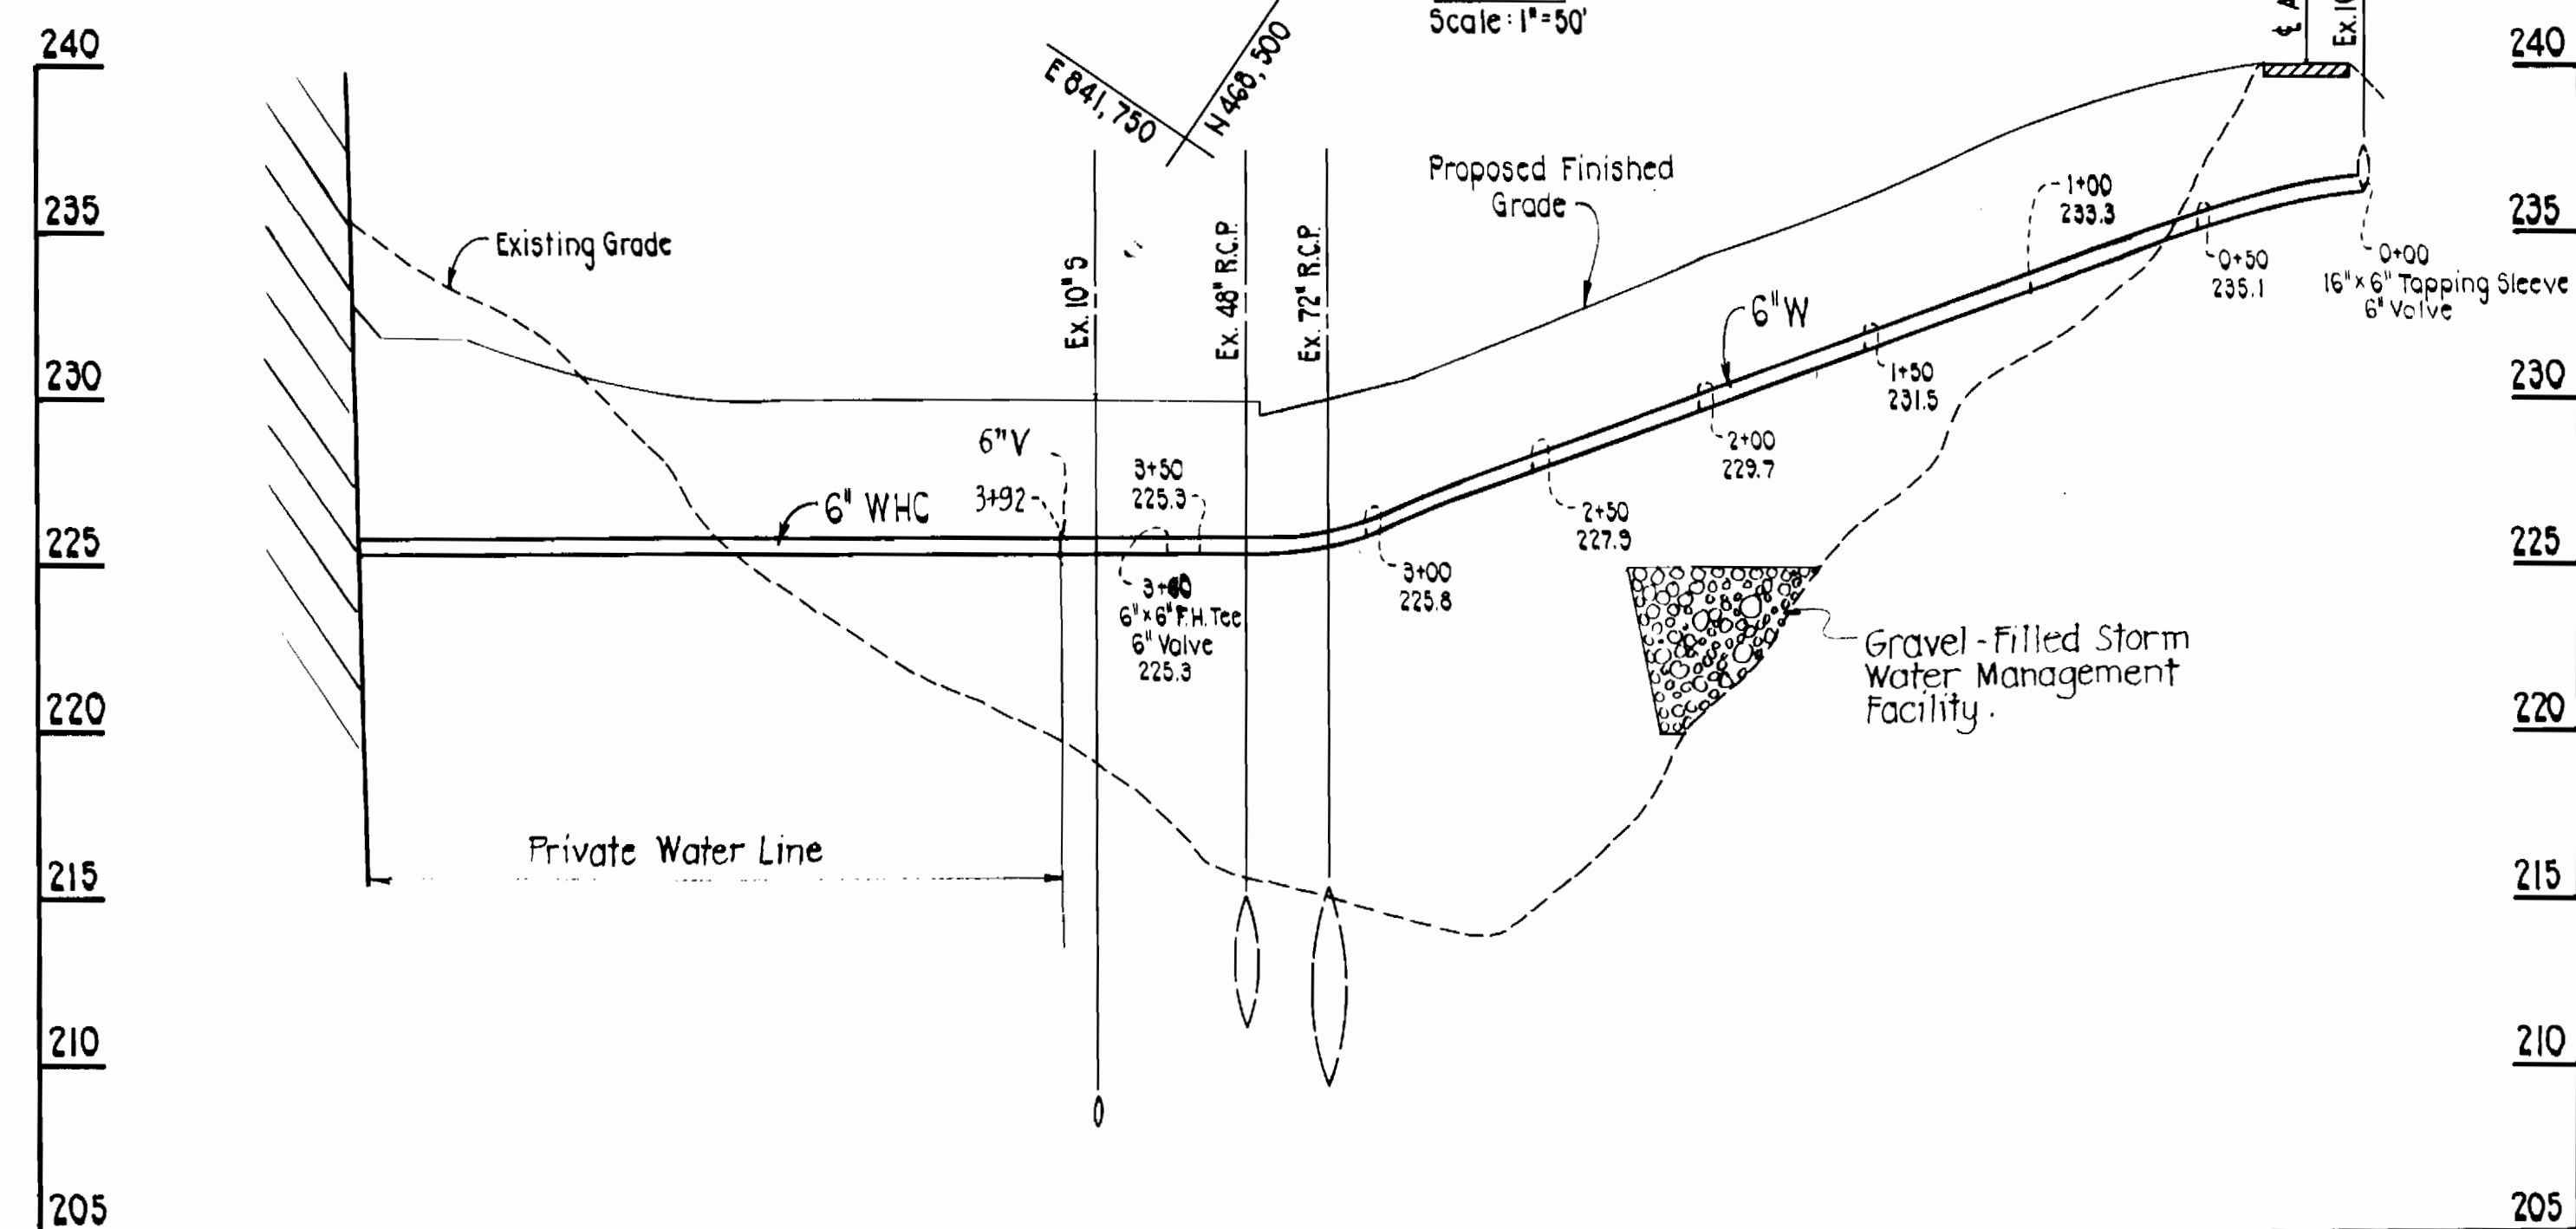 Scale: 1"=50'
240
240
E 841,750
N 468,500
Ex. 10" S
Ex. 48" R.C.P.
Ex. 72" R.C.P.
Proposed Finished
Grade
235
235
Existing Grade
1+00
233.3
0+50
235.1
0+00
16"x6" Tapping Sleeve
6" Valve
6" W
230
230
1+50
231.5
2+00
229.7
2+50
227.9
6" V
3+92
3+50
225.3
6" WHC
225
225
3+00
225.8
6"x6" F.H. Tee
6" Valve
225.3
Gravel-Filled Storm
Water Management
Facility.
220
220
Private Water Line
215
215
210
210
205
205